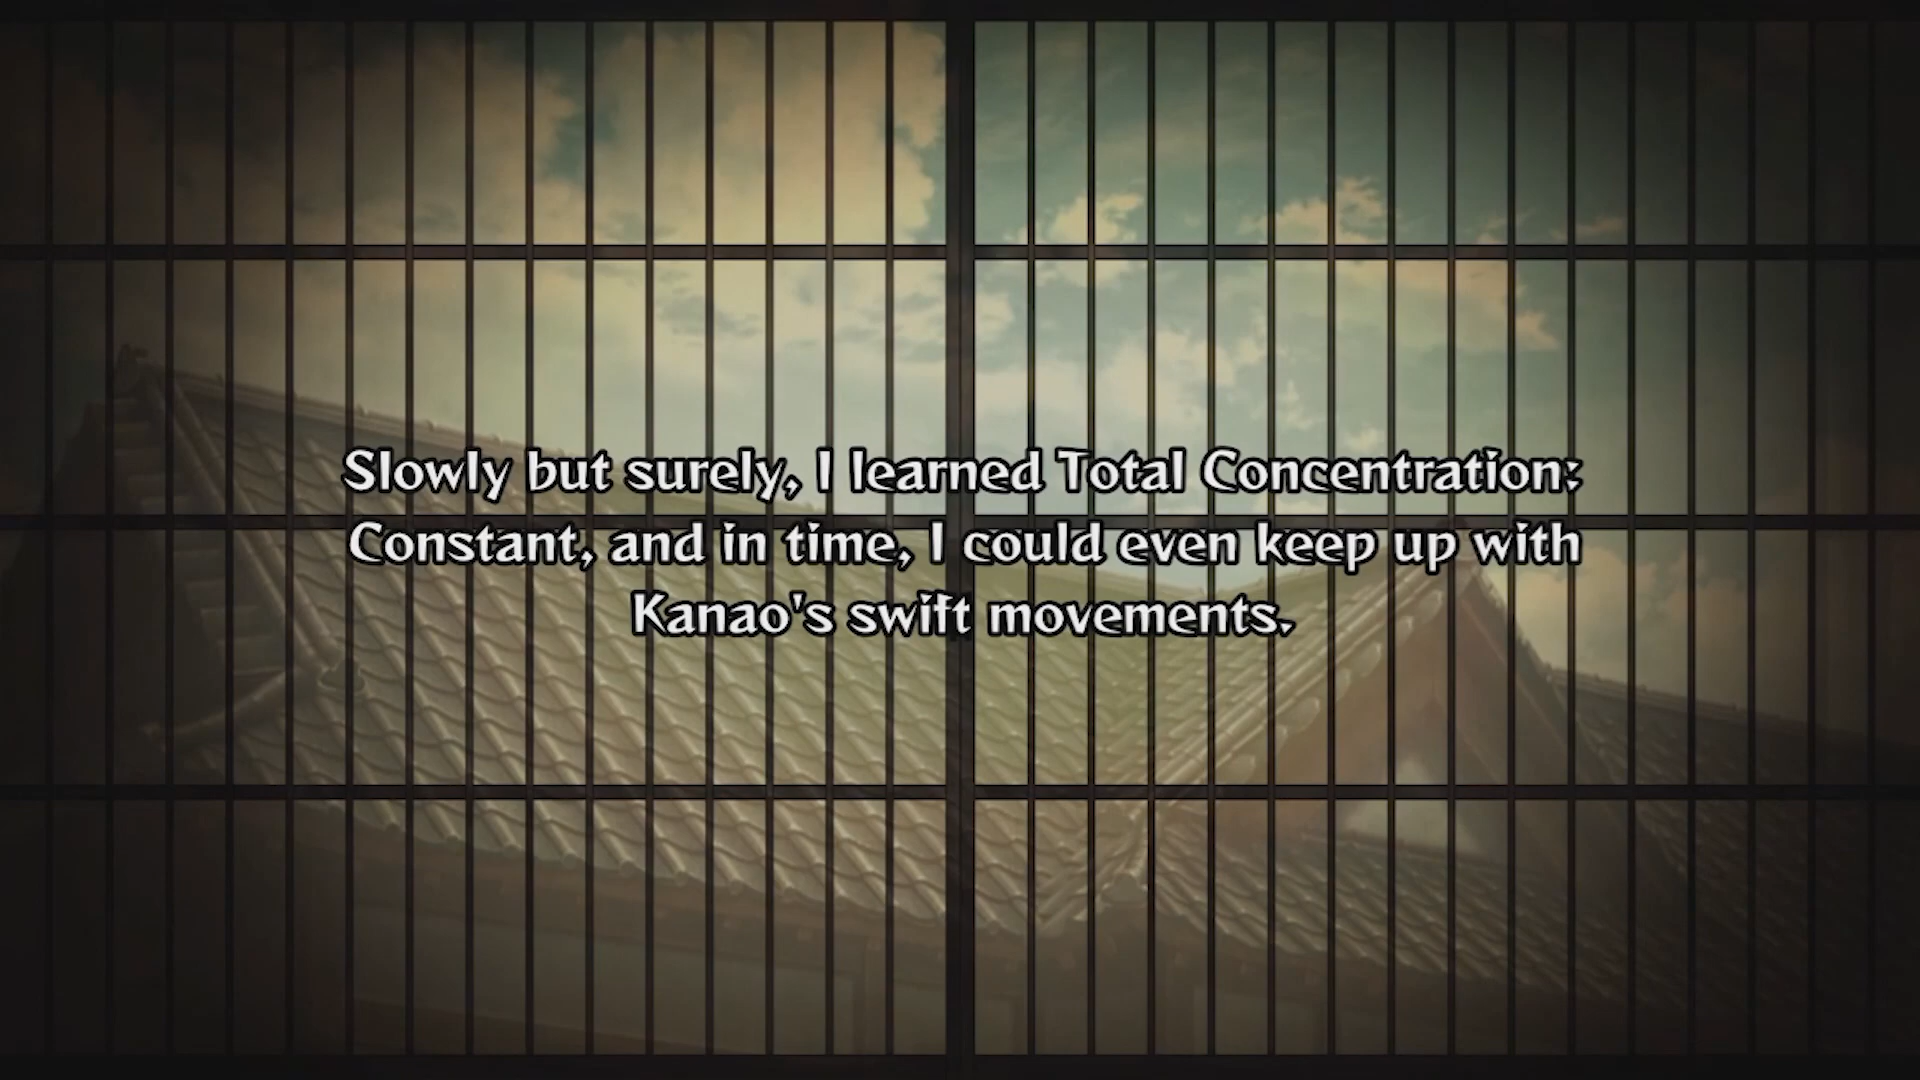 Slowly but surely, I learned Total Concentration:
Constant, and in time, I could even keep up with
Kanao's swift movements.